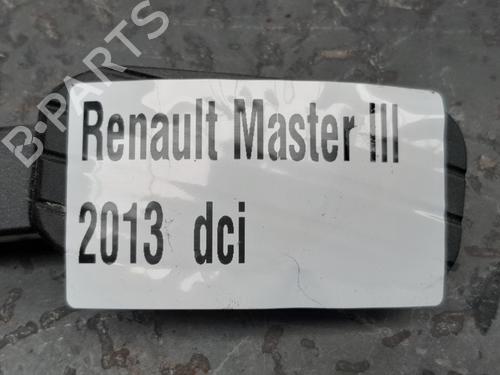 B-PARTS
Renault Master iii
2013 dci